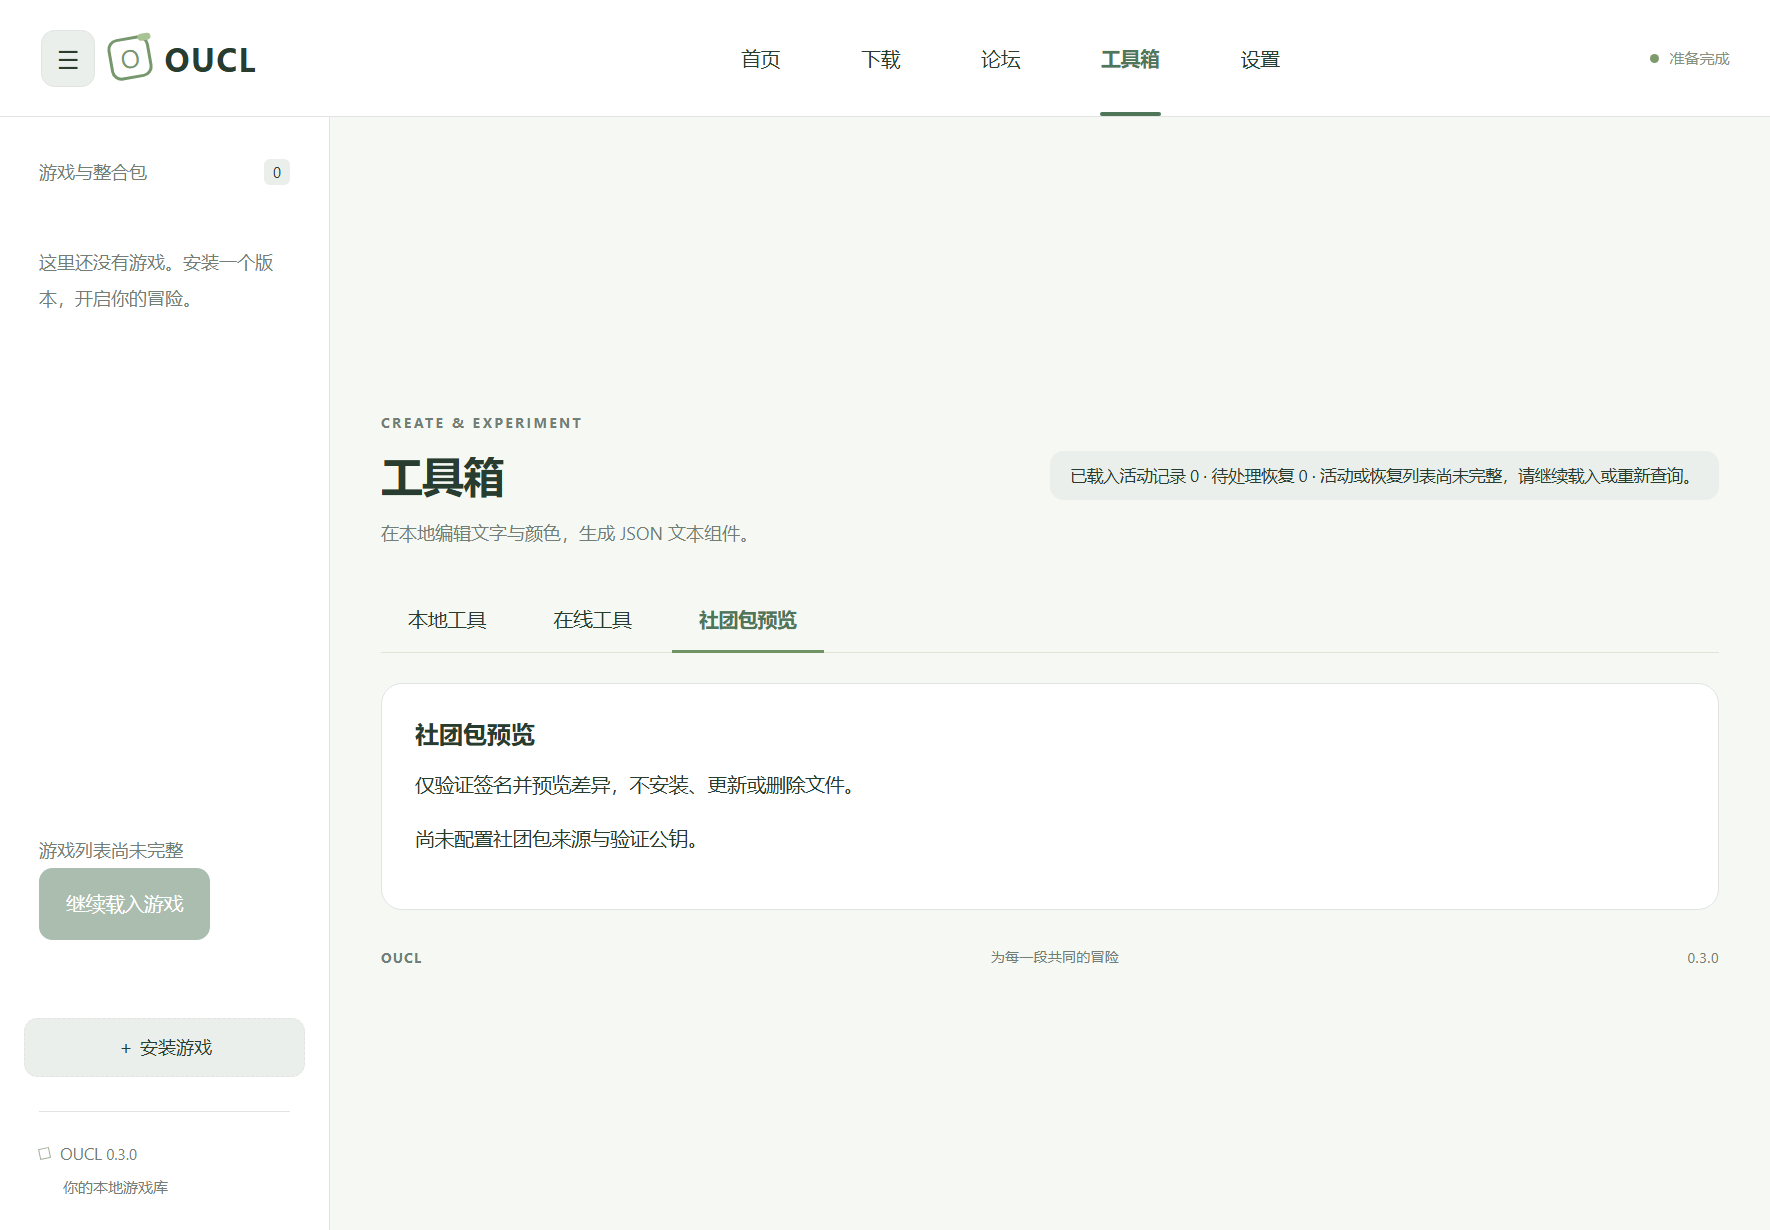 ☰ O OUCL
首页 下载 论坛 工具箱 设置
准备完成
游戏与整合包 0
这里还没有游戏。安装一个版
本，开启你的冒险。
游戏列表尚未完整
继续载入游戏
+ 安装游戏
OUCL 0.3.0
你的本地游戏库
CREATE & EXPERIMENT
工具箱
已载入活动记录 0 · 待处理恢复 0 · 活动或恢复列表尚未完整，请继续载入或重新查询。
在本地编辑文字与颜色，生成 JSON 文本组件。
本地工具 在线工具 社团包预览
社团包预览
仅验证签名并预览差异，不安装、更新或删除文件。
尚未配置社团包来源与验证公钥。
OUCL 为每一段共同的冒险 0.3.0